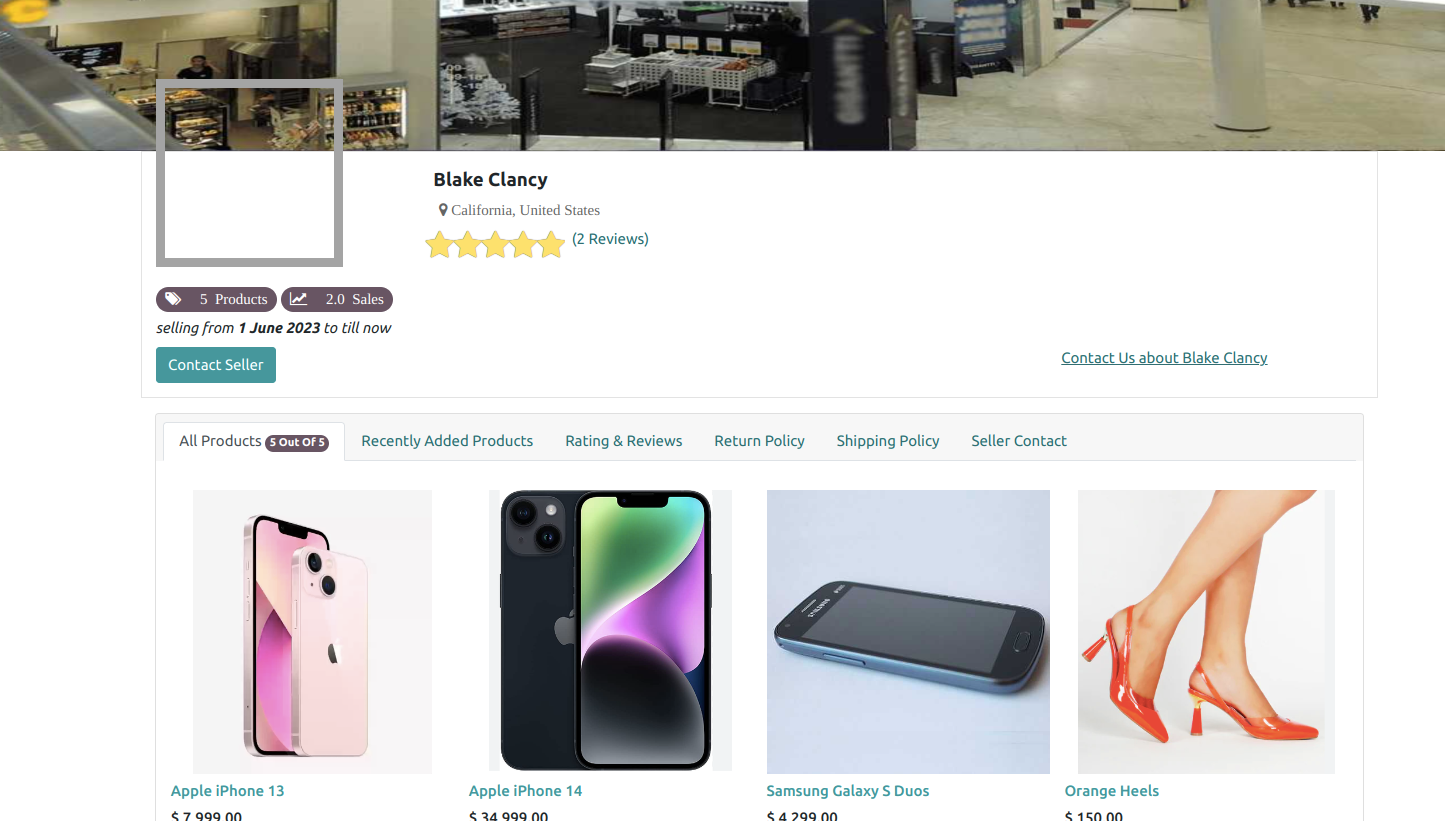 Blake Clancy
California, United States
(2 Reviews)
5 Products 2.0 Sales
selling from 1 June 2023 to till now
Contact Seller
Contact Us about Blake Clancy
All Products 5 Out Of 5 Recently Added Products Rating & Reviews Return Policy Shipping Policy Seller Contact
SAMSUNG
Apple iPhone 13 Apple iPhone 14 Samsung Galaxy S Duos Orange Heels
$ 7,999.00 $ 34,999.00 $ 4,299.00 $ 150.00